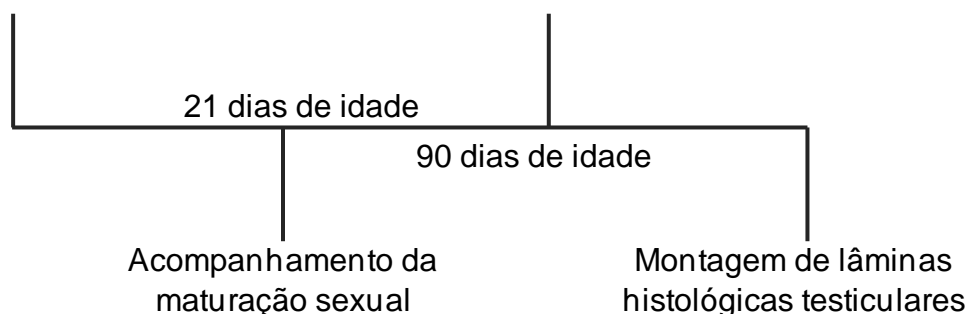 21 dias de idade
90 dias de idade
Acompanhamento da
maturação sexual
Montagem de lâminas
histológicas testiculares